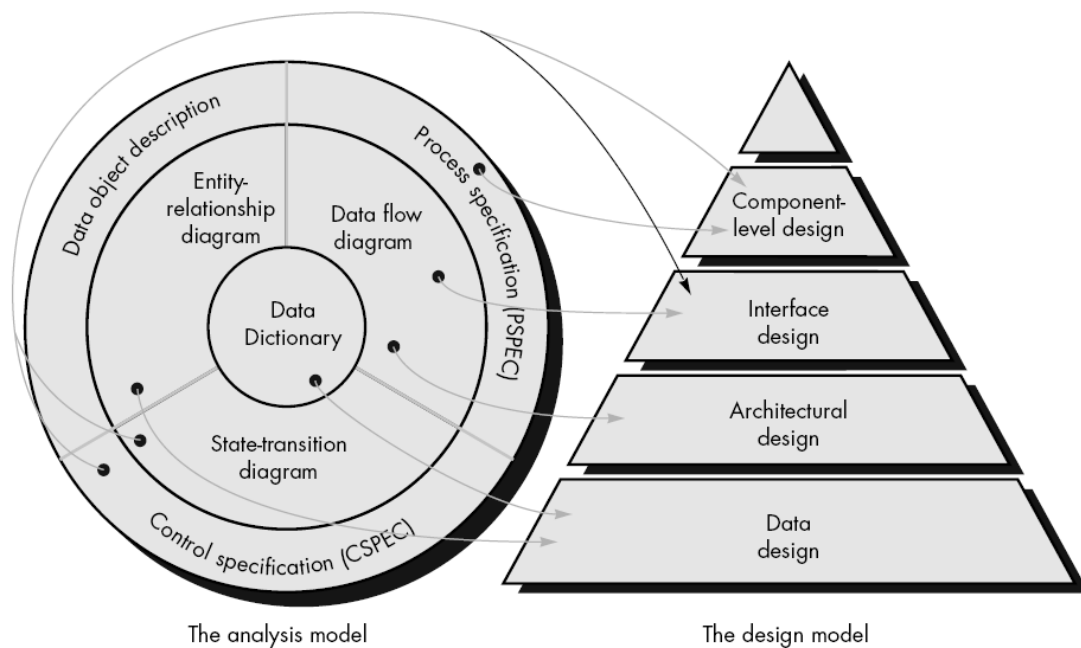 Data object description
Process specification (PSPEC)
Control specification (CSPEC)
Entity-
relationship
diagram
Data flow
diagram
Data
Dictionary
State-transition
diagram
The analysis model
Component-
level design
Interface
design
Architectural
design
Data
design
The design model